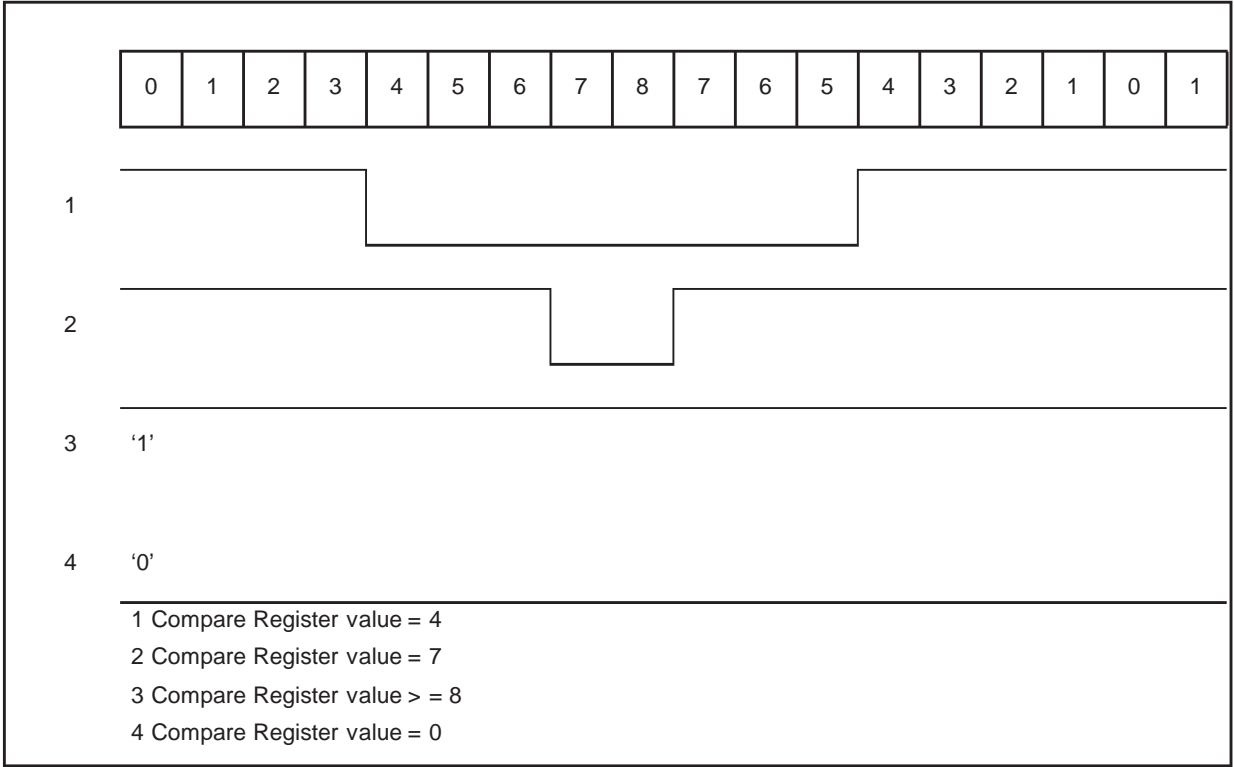 0 1 2 3 4 5 6 7 8 7 6 5 4 3 2 1 0 1
1
2
3 ‘1’
4 ‘0’
1 Compare Register value = 4
2 Compare Register value = 7
3 Compare Register value > = 8
4 Compare Register value = 0